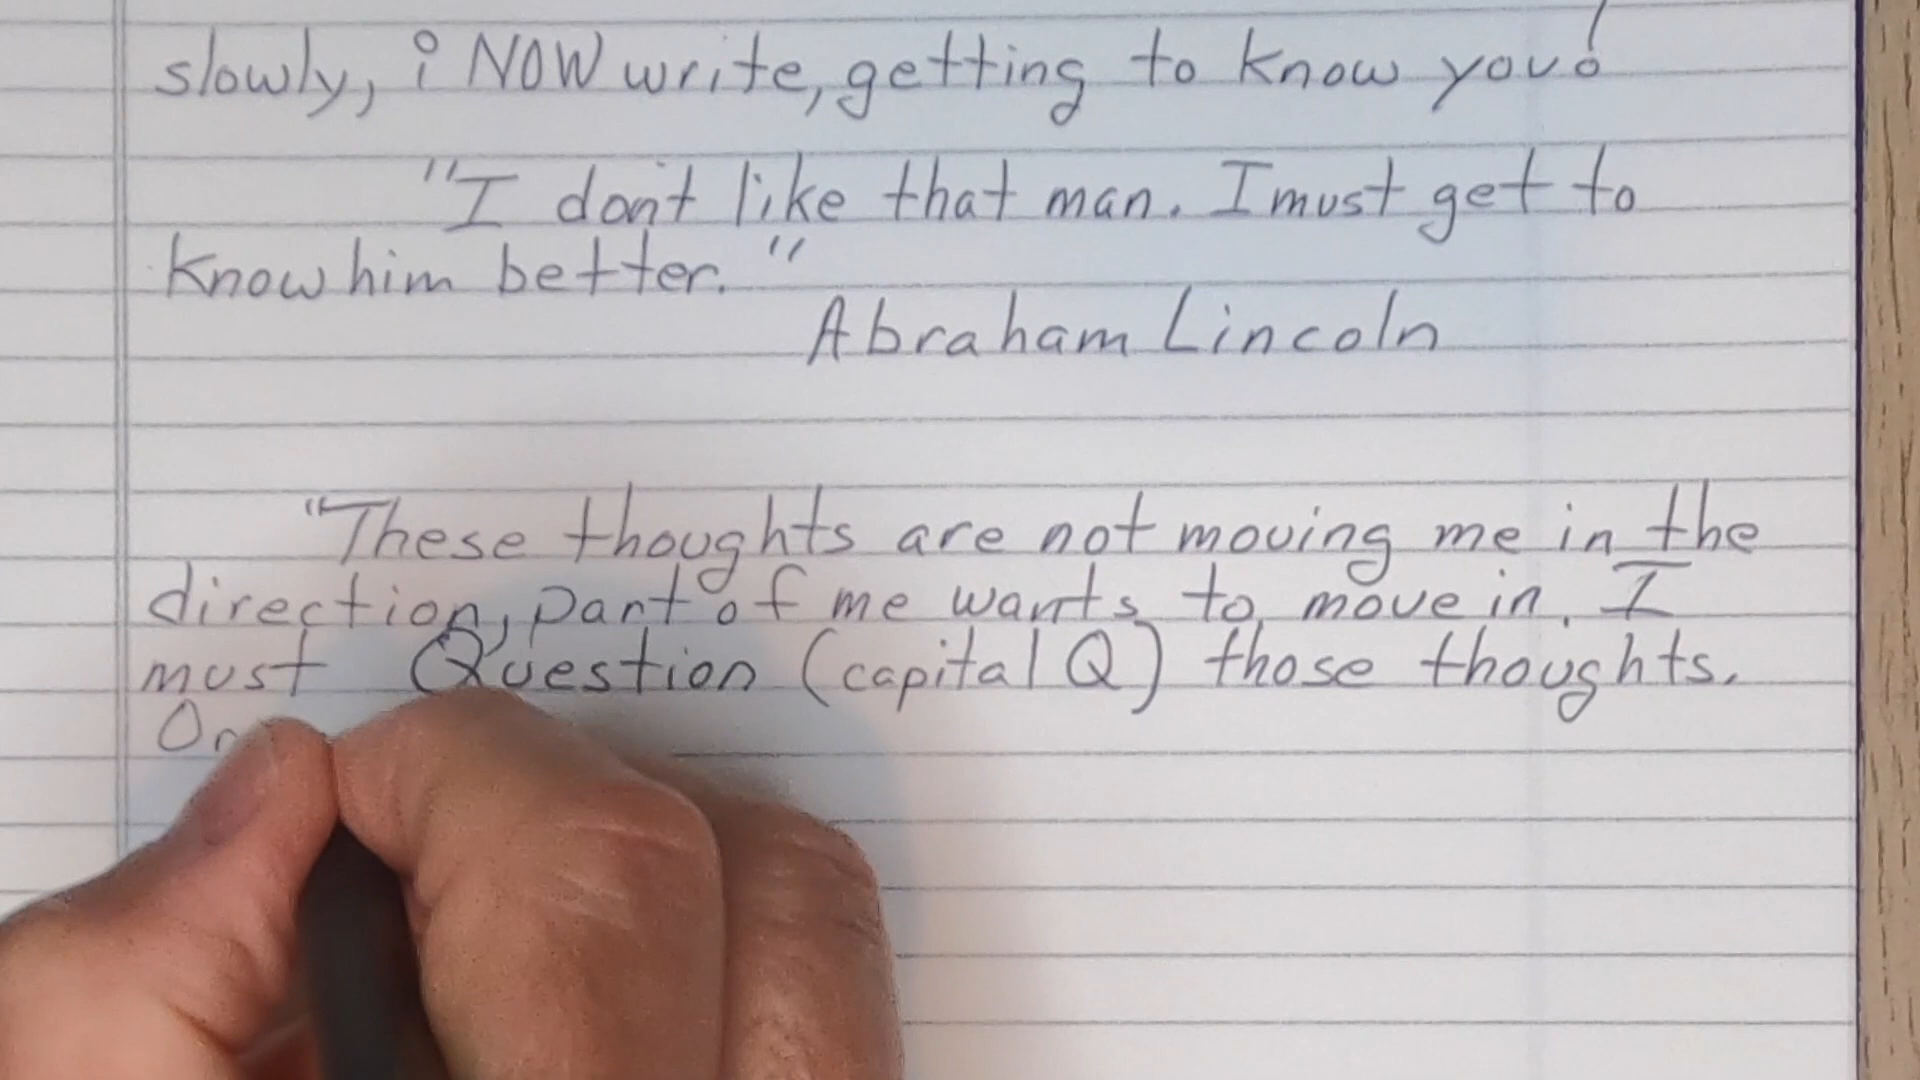 slowly, i NOW write, getting to know you!
"I don't like that man. I must get to
know him better."
Abraham Lincoln
"These thoughts are not moving me in the
direction, part of me wants to move in. I
must Question (capital Q) those thoughts.